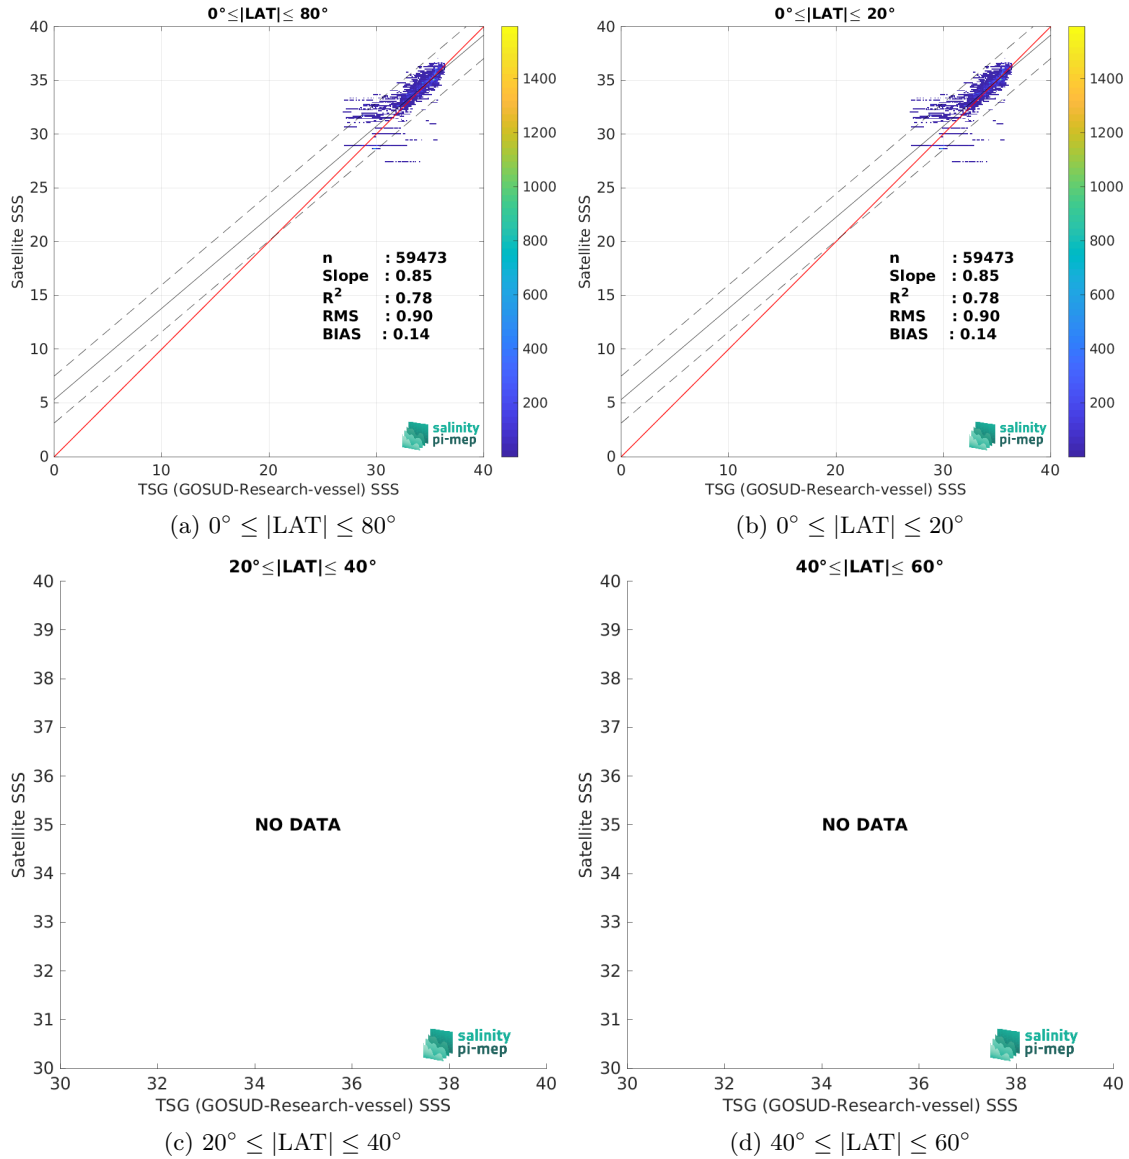 0°≤|LAT|≤ 80°
40
35
30
25
20
15
10
5
0
Satellite SSS
n : 59473
Slope : 0.85
R² : 0.78
RMS : 0.90
BIAS : 0.14
salinity
pi-mep
0 10 20 30 40
TSG (GOSUD-Research-vessel) SSS
1400
1200
1000
800
600
400
200
(a) 0° ≤ |LAT| ≤ 80°
0°≤|LAT|≤ 20°
40
35
30
25
20
15
10
5
0
Satellite SSS
n : 59473
Slope : 0.85
R² : 0.78
RMS : 0.90
BIAS : 0.14
salinity
pi-mep
0 10 20 30 40
TSG (GOSUD-Research-vessel) SSS
1400
1200
1000
800
600
400
200
(b) 0° ≤ |LAT| ≤ 20°
20°≤|LAT|≤ 40°
40
39
38
37
36
35
34
33
32
31
30
Satellite SSS
NO DATA
salinity
pi-mep
30 32 34 36 38 40
TSG (GOSUD-Research-vessel) SSS
(c) 20° ≤ |LAT| ≤ 40°
40°≤|LAT|≤ 60°
40
39
38
37
36
35
34
33
32
31
30
Satellite SSS
NO DATA
salinity
pi-mep
30 32 34 36 38 40
TSG (GOSUD-Research-vessel) SSS
(d) 40° ≤ |LAT| ≤ 60°